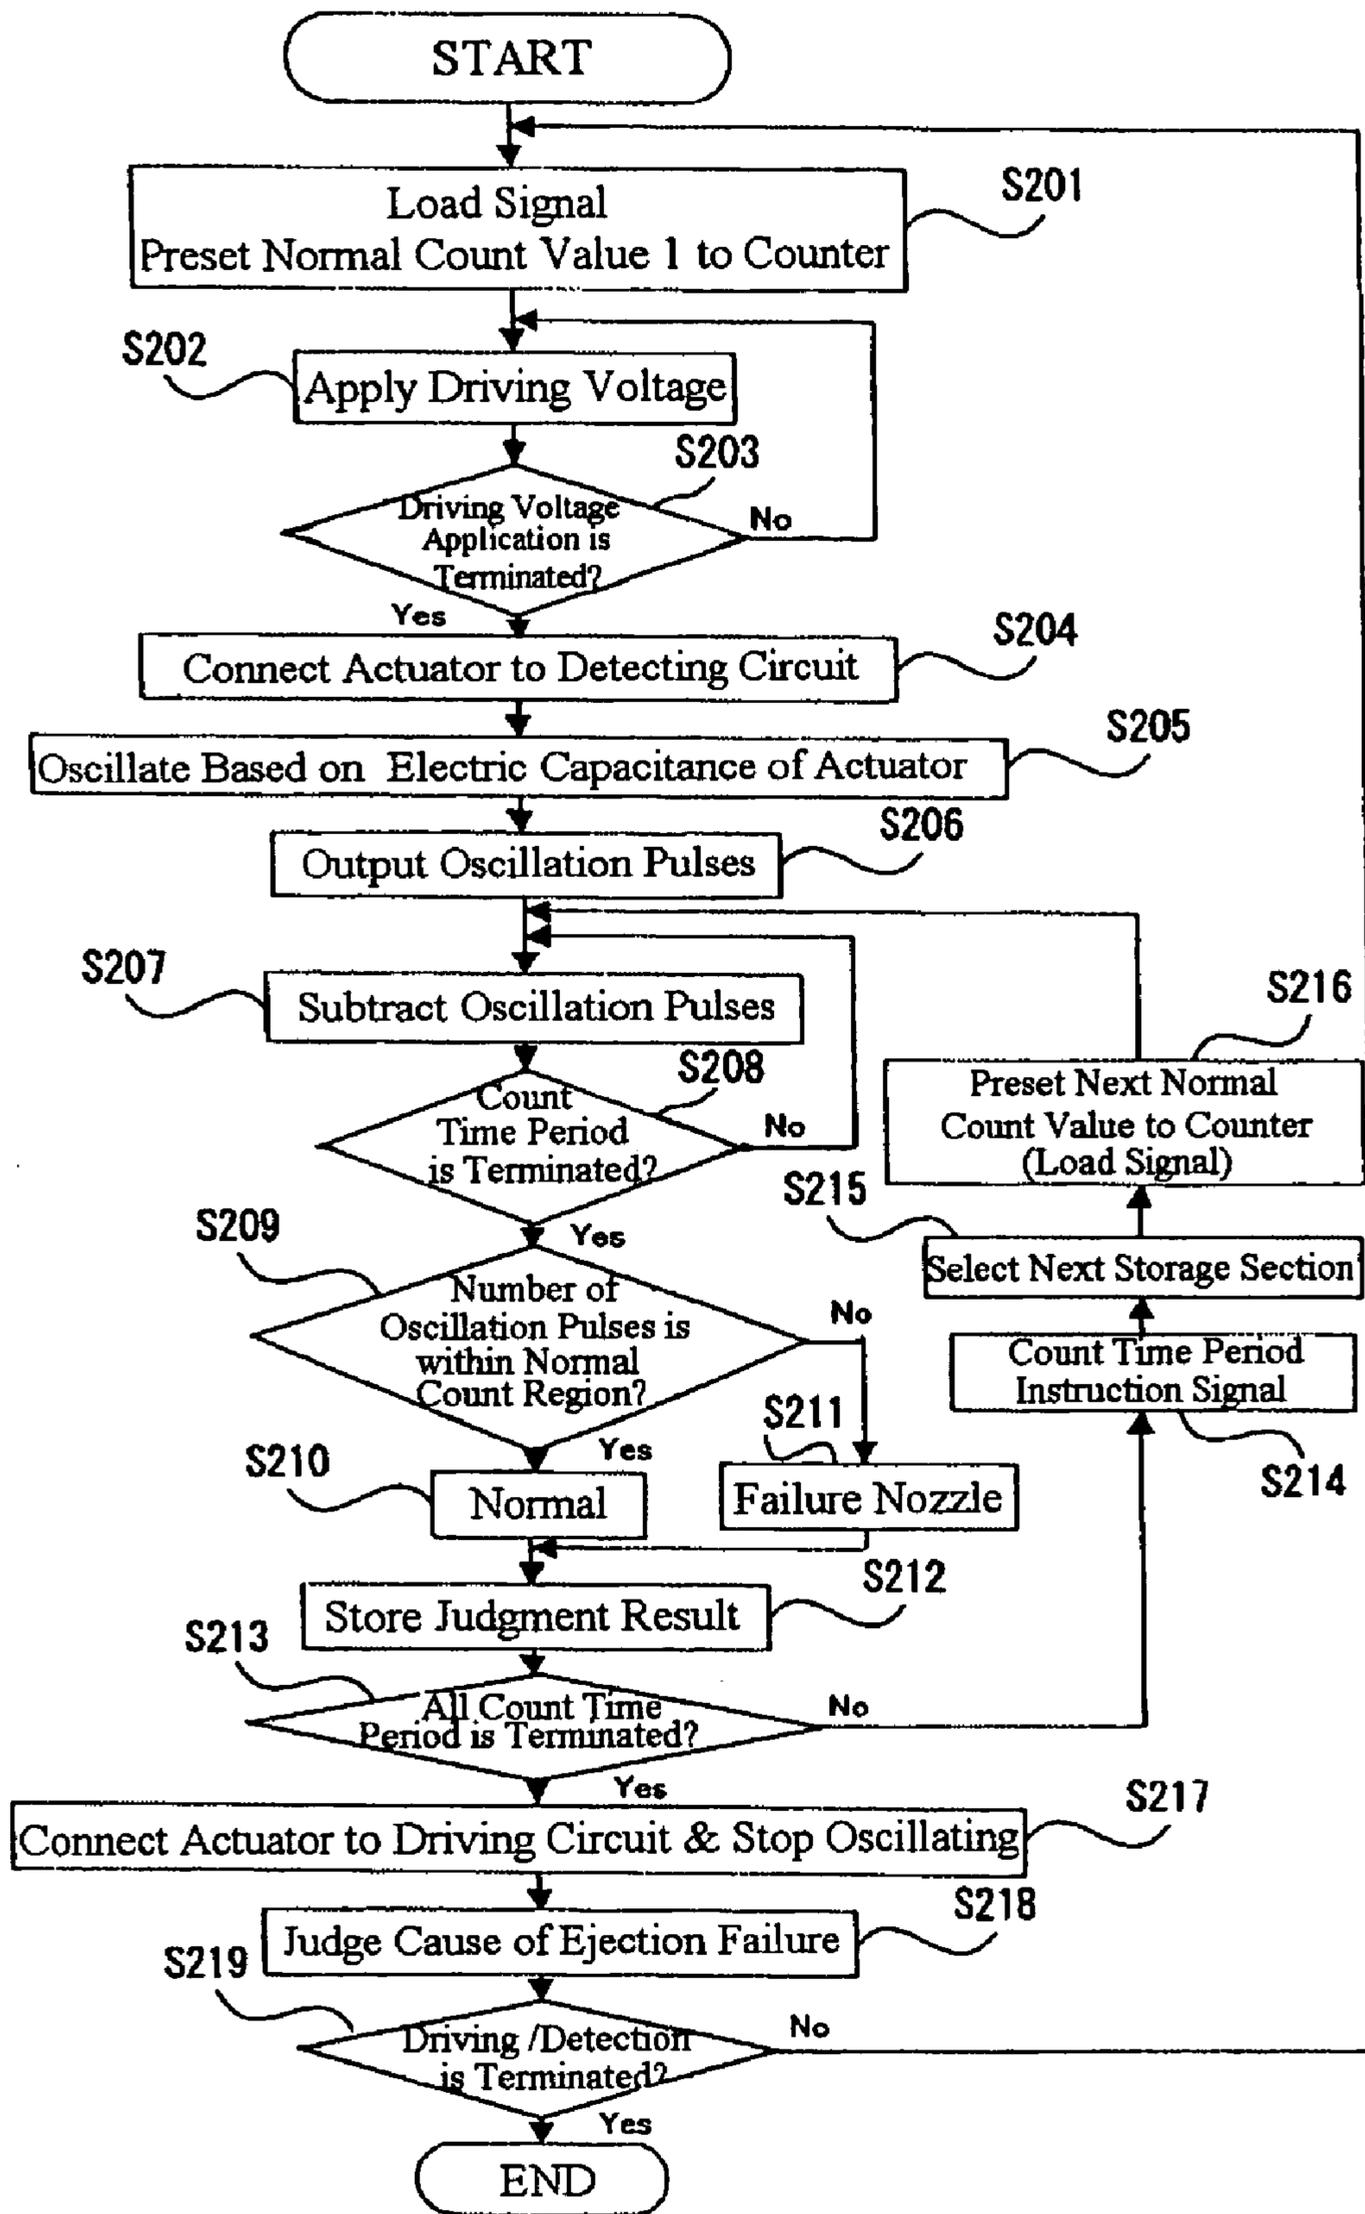 START
Load Signal
Preset Normal Count Value 1 to Counter
S201
S202
Apply Driving Voltage
S203
Driving Voltage
Application is
Terminated?
No
Yes
S204
Connect Actuator to Detecting Circuit
S205
Oscillate Based on Electric Capacitance of Actuator
S206
Output Oscillation Pulses
S207
Subtract Oscillation Pulses
S208
Count
Time Period
is Terminated?
No
Yes
S209
Number of
Oscillation Pulses is
within Normal
Count Region?
No
Yes
S210
Normal
S211
Failure Nozzle
S212
Store Judgment Result
S213
All Count Time
Period is Terminated?
No
Yes
S214
Count Time Period
Instruction Signal
S215
Select Next Storage Section
S216
Preset Next Normal
Count Value to Counter
(Load Signal)
S217
Connect Actuator to Driving Circuit & Stop Oscillating
S218
Judge Cause of Ejection Failure
S219
Driving /Detection
is Terminated?
No
Yes
END